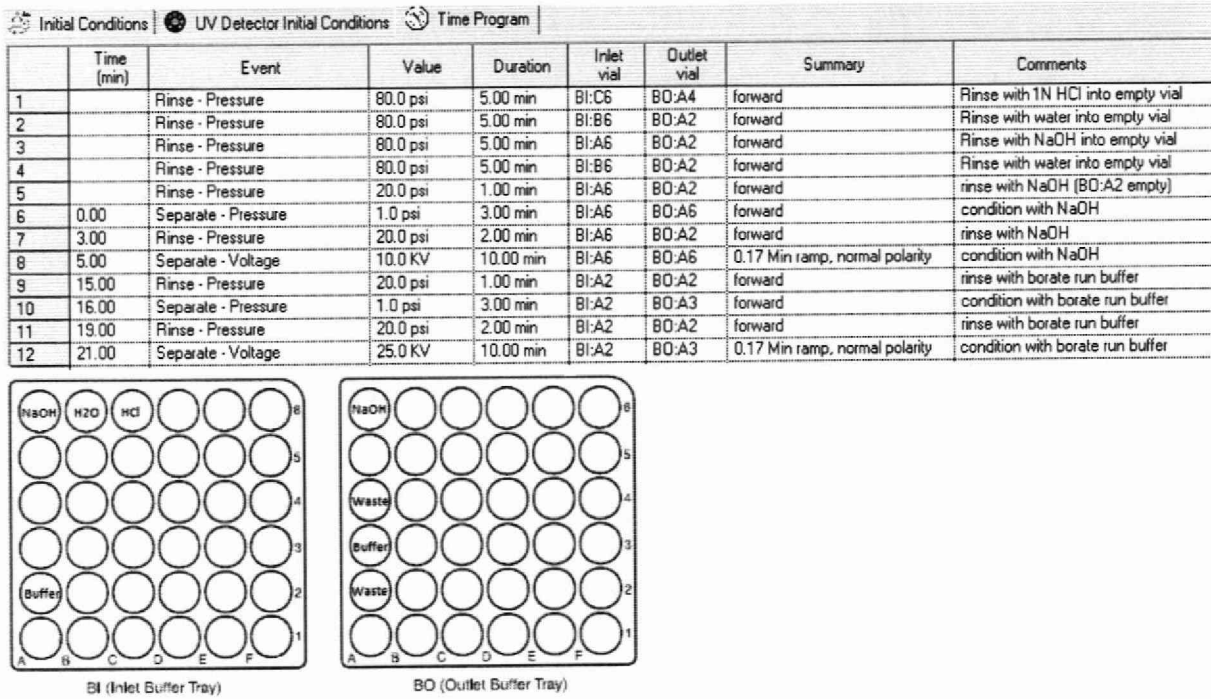 Initial Conditions UV Detector Initial Conditions Time Program
Time (min) Event Value Duration Inlet vial Outlet vial Summary Comments
1 Rinse - Pressure 80.0 psi 5.00 min BI:C6 BO:A4 forward Rinse with 1N HCl into empty vial
2 Rinse - Pressure 80.0 psi 5.00 min BI:B6 BO:A2 forward Rinse with water into empty vial
3 Rinse - Pressure 80.0 psi 5.00 min BI:A6 BO:A2 forward Rinse with NaOH into empty vial
4 Rinse - Pressure 80.0 psi 5.00 min BI:B6 BO:A2 forward Rinse with water into empty vial
5 Rinse - Pressure 20.0 psi 1.00 min BI:A6 BO:A2 forward rinse with NaOH (BO:A2 empty)
6 0.00 Separate - Pressure 1.0 psi 3.00 min BI:A6 BO:A6 forward condition with NaOH
7 3.00 Rinse - Pressure 20.0 psi 2.00 min BI:A6 BO:A2 forward rinse with NaOH
8 5.00 Separate - Voltage 10.0 KV 10.00 min BI:A6 BO:A6 0.17 Min ramp, normal polarity condition with NaOH
9 15.00 Rinse - Pressure 20.0 psi 1.00 min BI:A2 BO:A2 forward rinse with borate run buffer
10 16.00 Separate - Pressure 1.0 psi 3.00 min BI:A2 BO:A3 forward condition with borate run buffer
11 19.00 Rinse - Pressure 20.0 psi 2.00 min BI:A2 BO:A2 forward rinse with borate run buffer
12 21.00 Separate - Voltage 25.0 KV 10.00 min BI:A2 BO:A3 0.17 Min ramp, normal polarity condition with borate run buffer
NaOH H2O HCl 6
5
4
3
Buffer 2
1
A B C D E F
BI (Inlet Buffer Tray)
NaOH 6
5
Waste 4
Buffer 3
Waste 2
1
A B C D E F
BO (Outlet Buffer Tray)